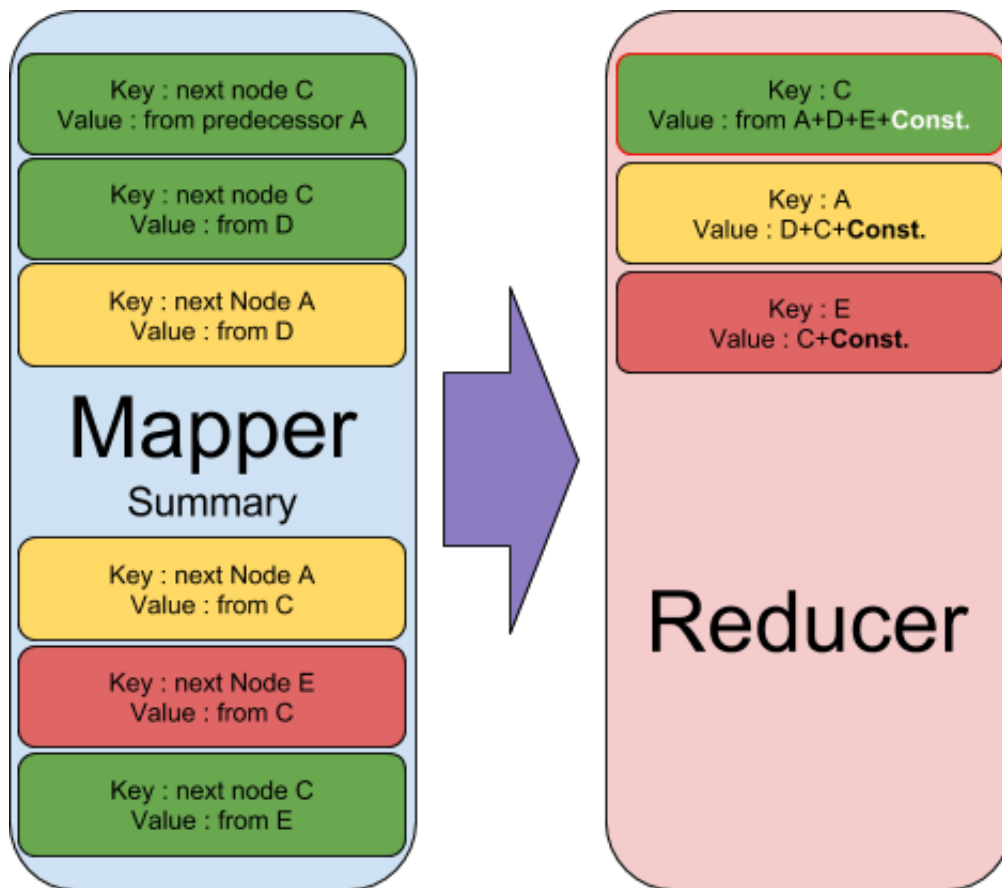 Key : next node C
Value : from predecessor A
Key : next node C
Value : from D
Key : next Node A
Value : from D
Mapper
Summary
Key : next Node A
Value : from C
Key : next Node E
Value : from C
Key : next node C
Value : from E
Key : C
Value : from A+D+E+Const.
Key : A
Value : D+C+Const.
Key : E
Value : C+Const.
Reducer